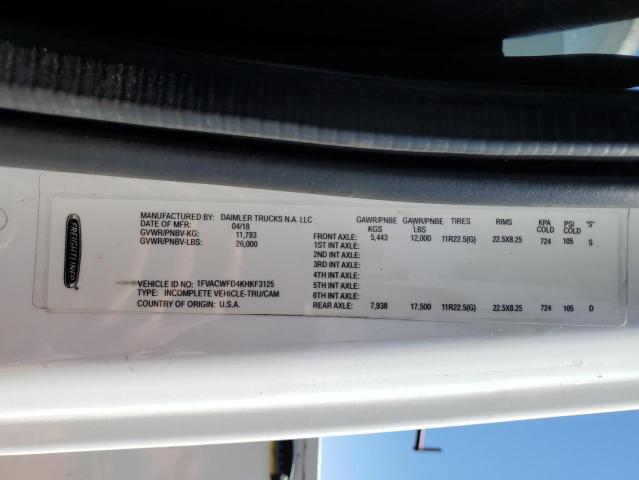 FREIGHTLINER
MANUFACTURED BY: DAIMLER TRUCKS N.A. LLC
DATE OF MFR: 04/18
GVWR/PNBV-KG: 11,793
GVWR/PNBV-LBS: 26,000
VEHICLE ID NO: 1FVACWFD4KHKF3125
TYPE: INCOMPLETE VEHICLE-TRU/CAM
COUNTRY OF ORIGIN: U.S.A.
GAWR/PNBE GAWR/PNBE TIRES RIMS KPA PSI "S"
KGS LBS COLD COLD
FRONT AXLE: 5,443 12,000 11R22.5(G) 22.5X8.25 724 105 S
1ST INT AXLE:
2ND INT AXLE:
3RD INT AXLE:
4TH INT AXLE:
5TH INT AXLE:
6TH INT AXLE:
REAR AXLE: 7,938 17,500 11R22.5(G) 22.5X8.25 724 105 D